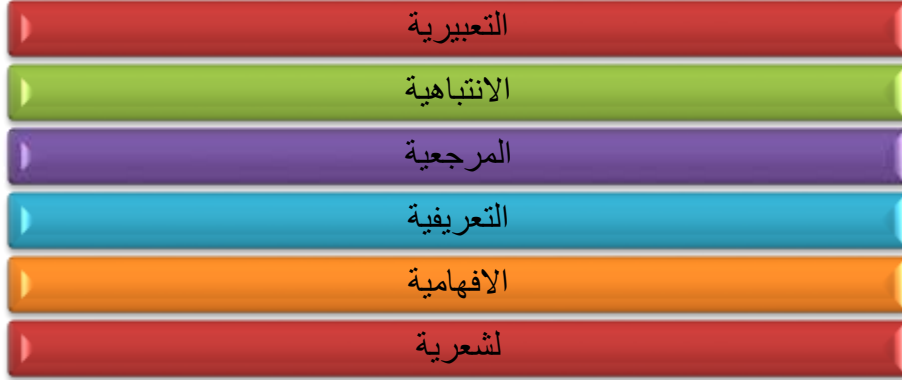 التعبيرية
الانتباهية
المرجعية
التعريفية
الافهامية
لشعرية